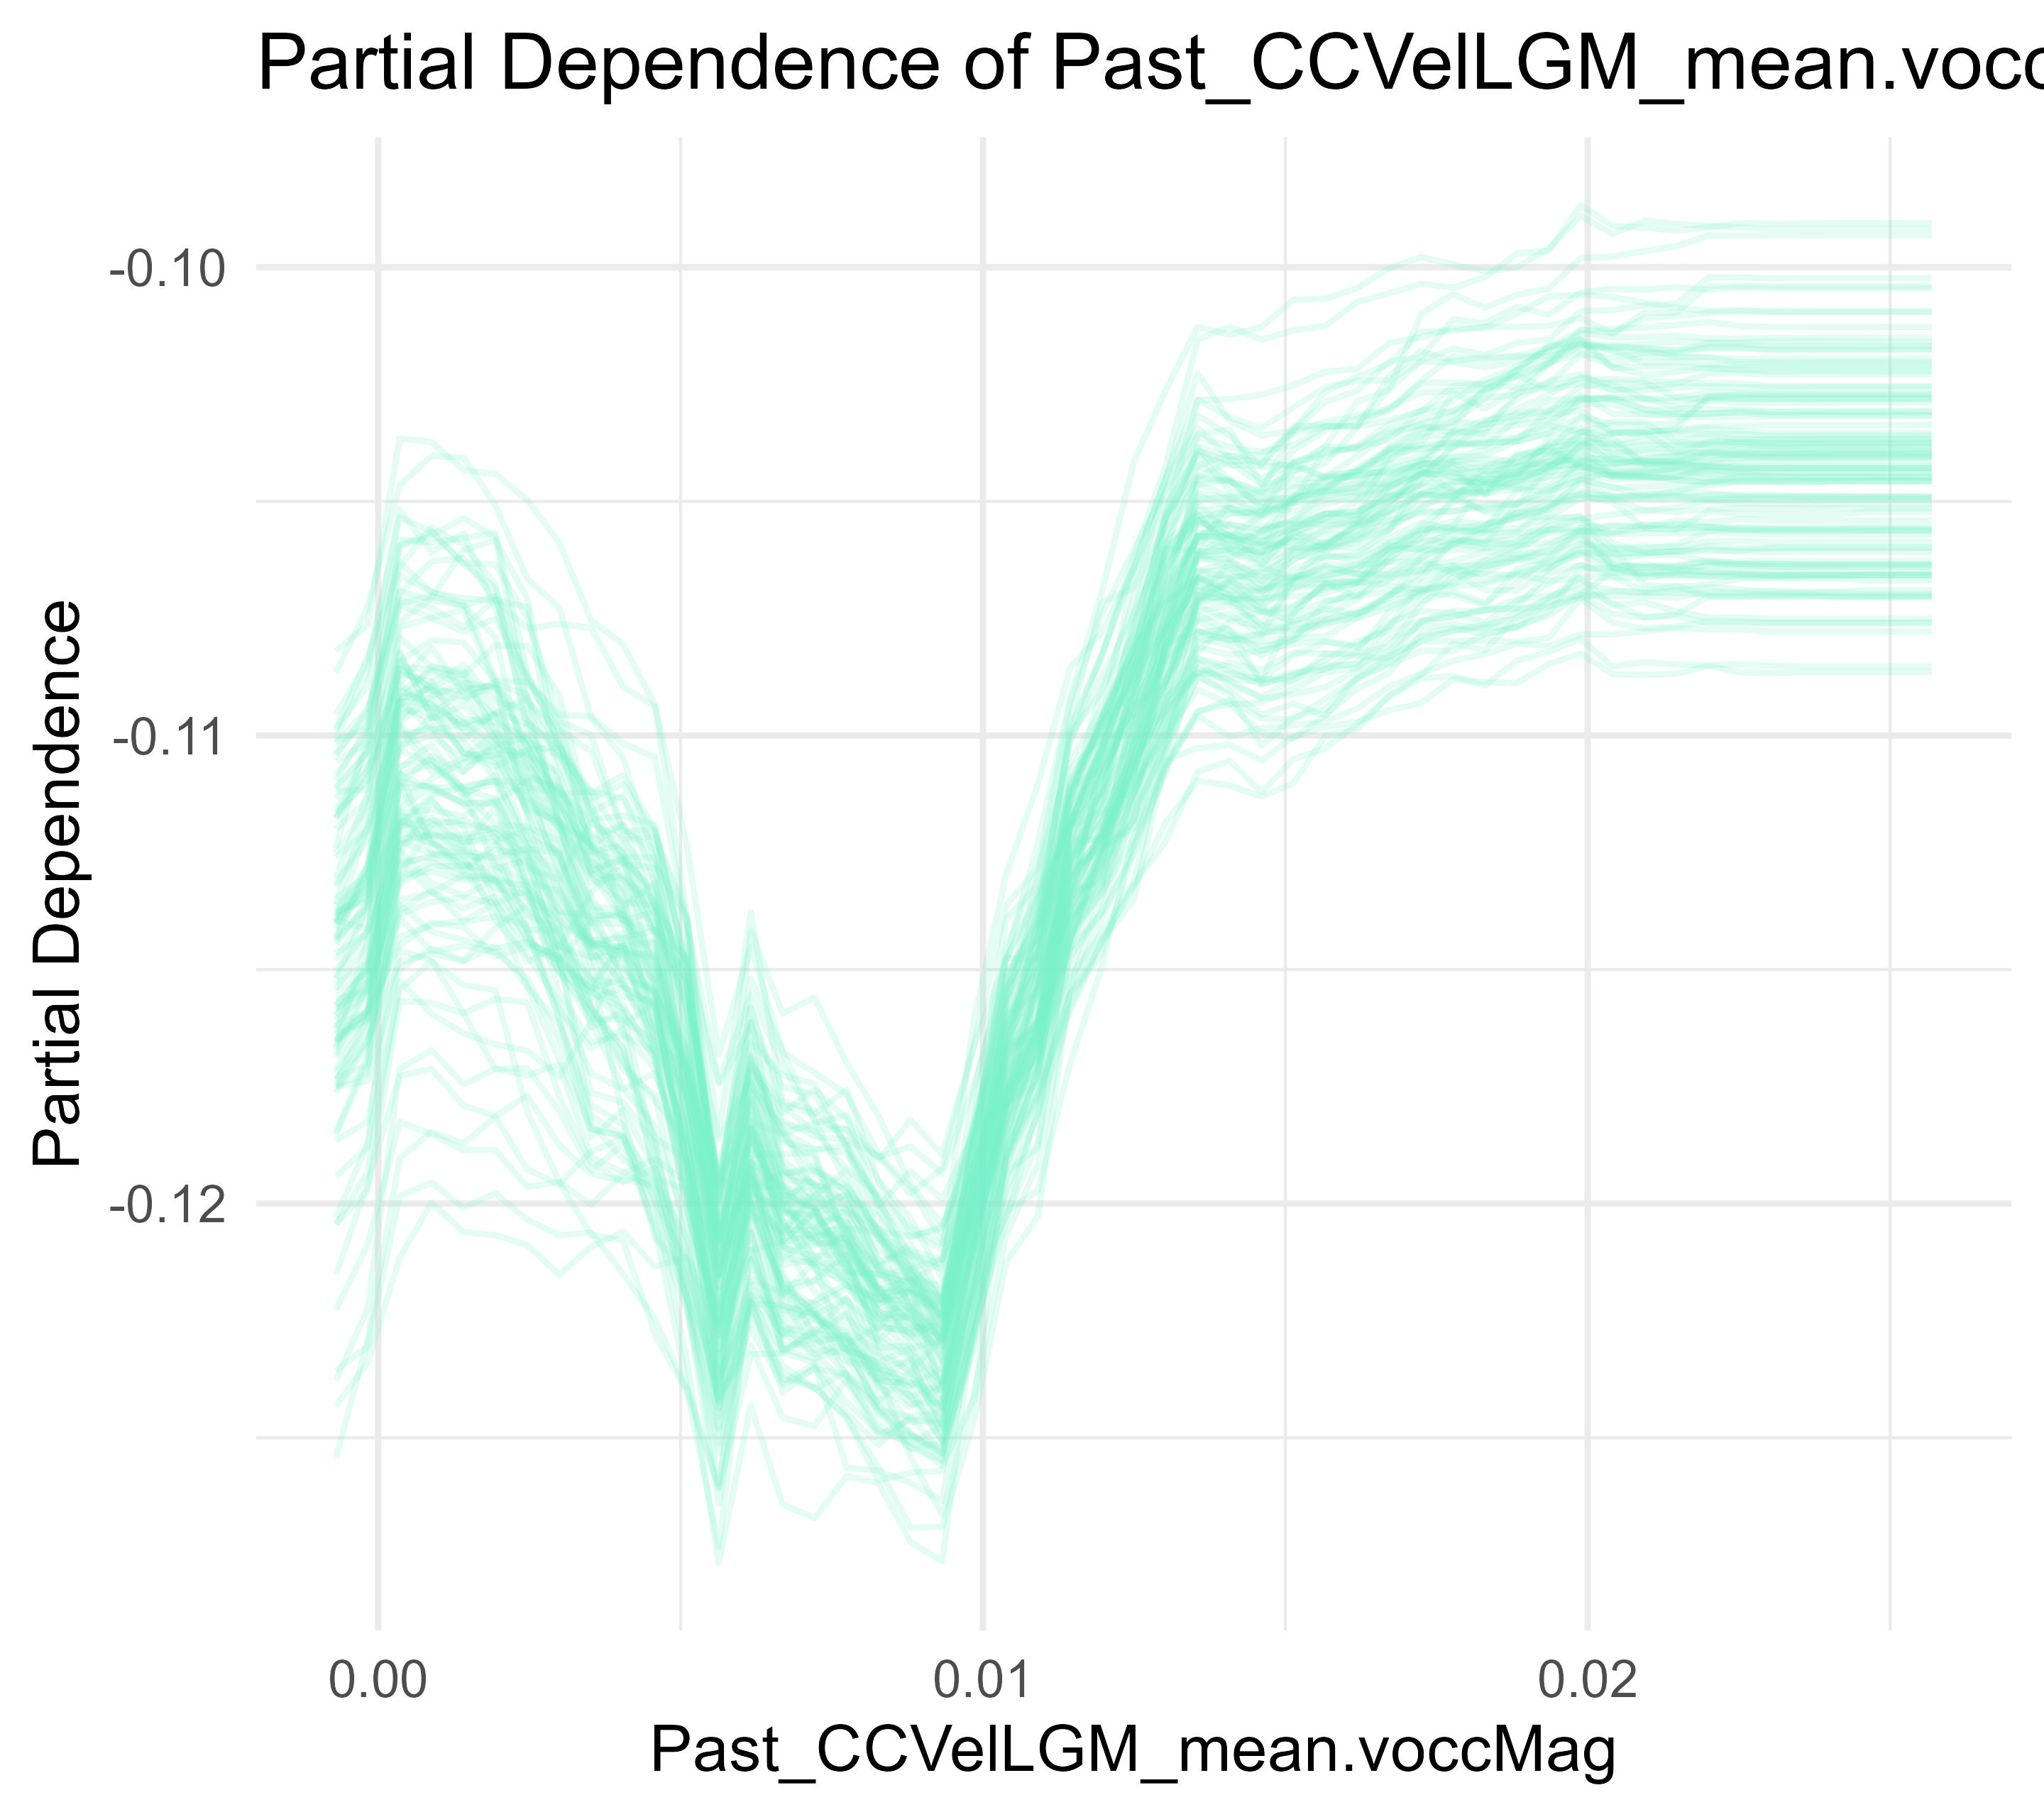 Partial Dependence of Past_CCVelLGM_mean.vocc
-0.10
-0.11
-0.12
Partial Dependence
0.00
0.01
0.02
Past_CCVelLGM_mean.voccMag